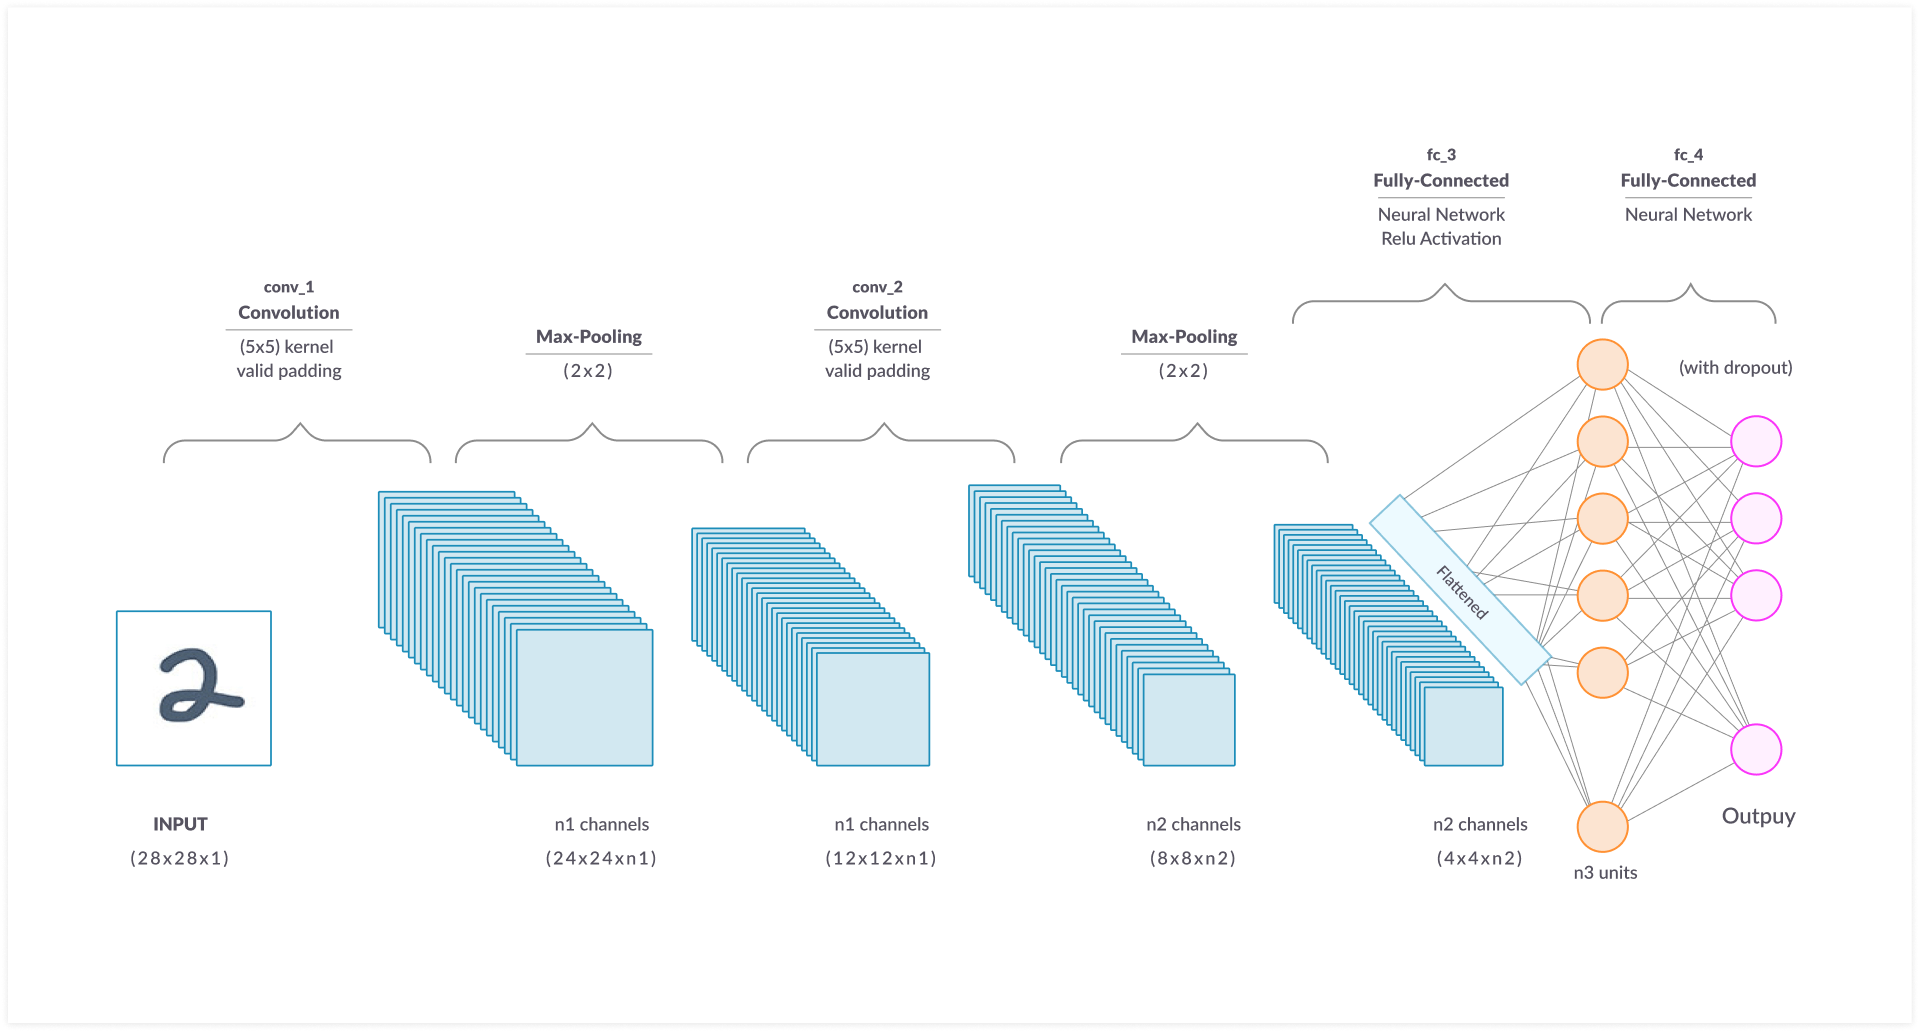 fc_3
Fully-Connected
Neural Network
Relu Activation
fc_4
Fully-Connected
Neural Network
conv_1
Convolution
(5x5) kernel
valid padding
Max-Pooling
(2x2)
conv_2
Convolution
(5x5) kernel
valid padding
Max-Pooling
(2x2)
(with dropout)
Flattened
2
INPUT
(28x28x1)
n1 channels
(24x24xn1)
n1 channels
(12x12xn1)
n2 channels
(8x8xn2)
n2 channels
(4x4xn2)
n3 units
Outpuy